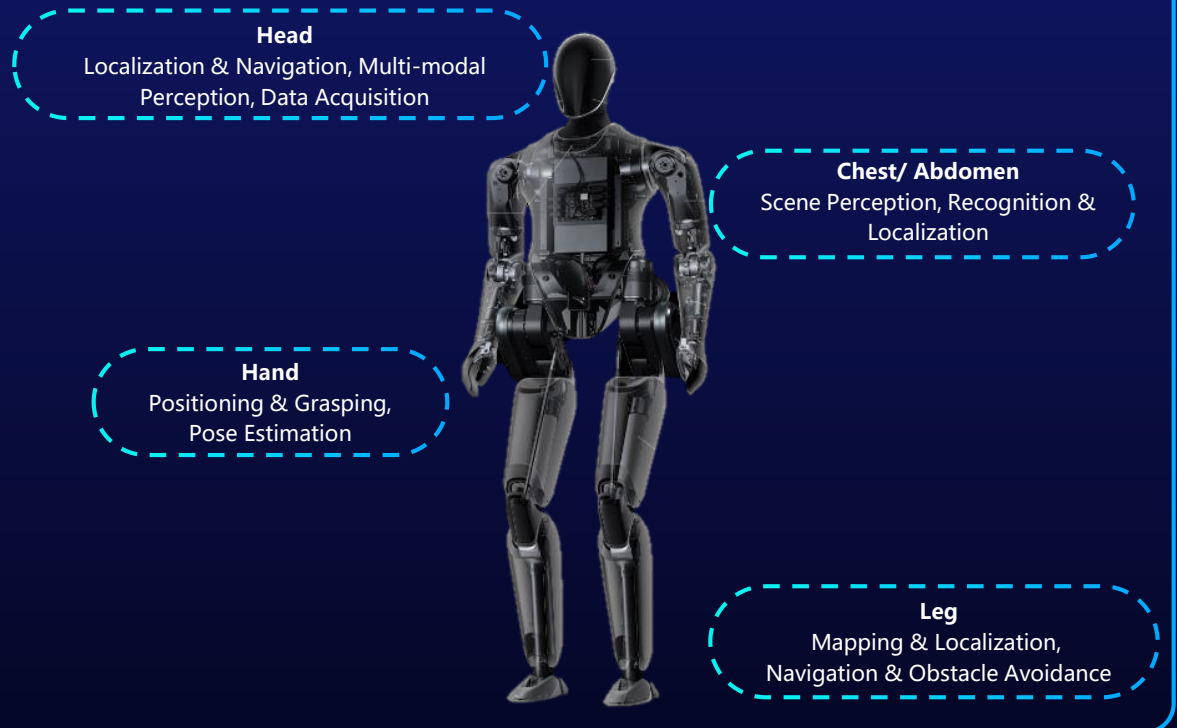 Head
Localization & Navigation, Multi-modal
Perception, Data Acquisition
Chest/ Abdomen
Scene Perception, Recognition &
Localization
Hand
Positioning & Grasping,
Pose Estimation
Leg
Mapping & Localization,
Navigation & Obstacle Avoidance